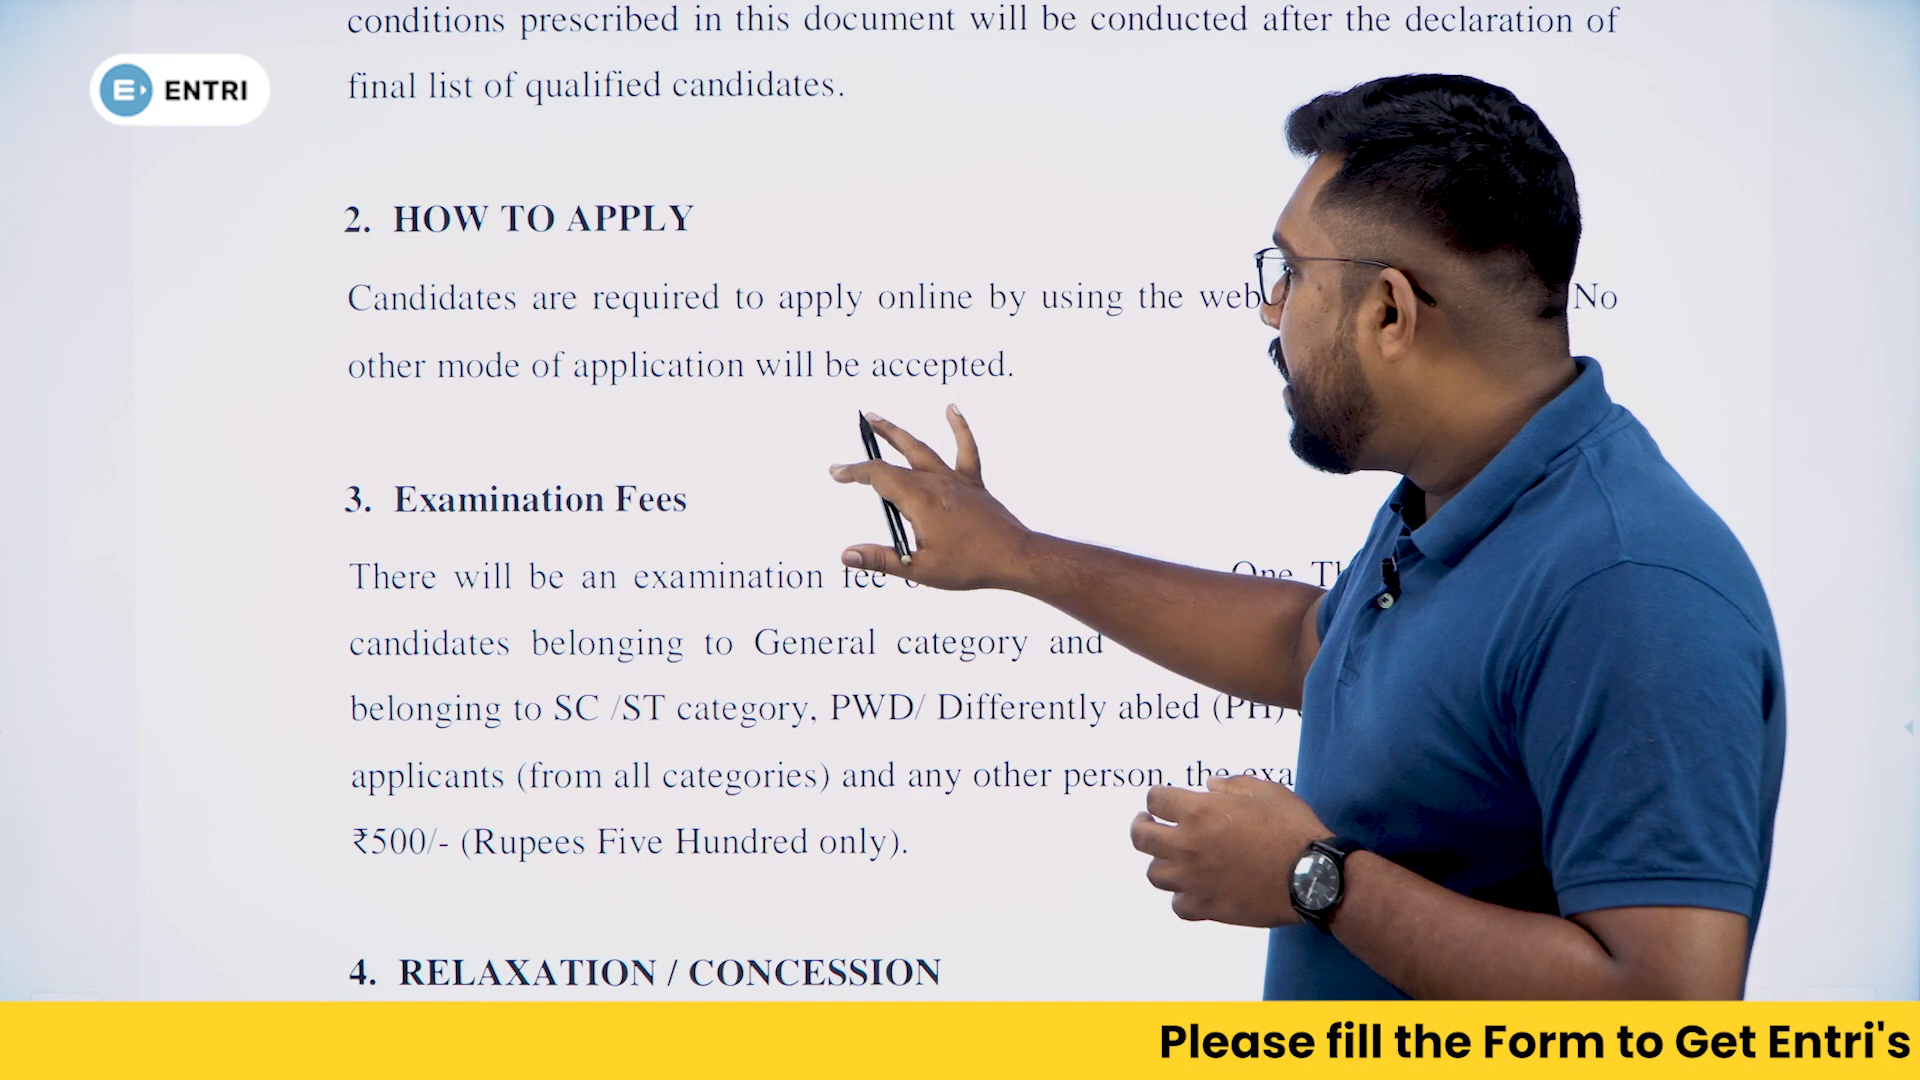 conditions prescribed in this document will be conducted after the declaration of
final list of qualified candidates.
ENTRI
2. HOW TO APPLY
Candidates are required to apply online by using the web No
other mode of application will be accepted.
3. Examination Fees
There will be an examination fee One
candidates belonging to General category and
belonging to SC /ST category, PWD/ Differently abled (PH)
applicants (from all categories) and any other person, the
₹500/- (Rupees Five Hundred only).
4. RELAXATION / CONCESSION
Please fill the Form to Get Entri's